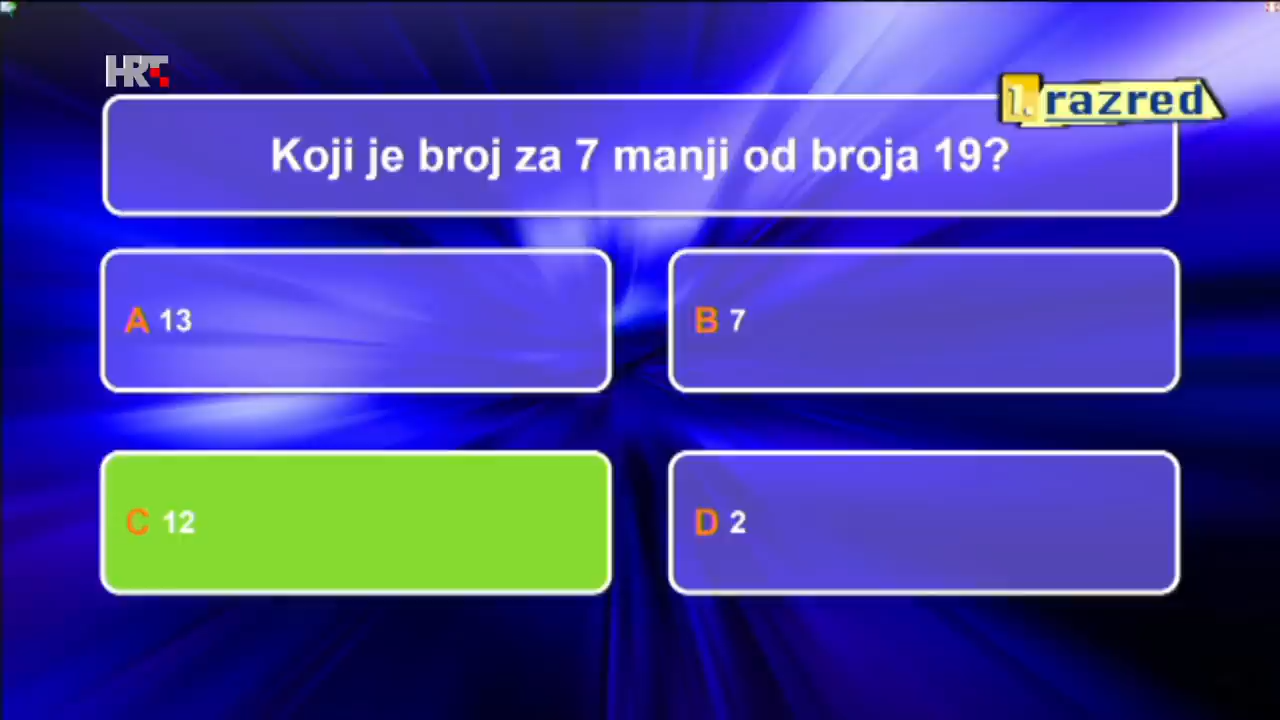 HRT
1. razred
Koji je broj za 7 manji od broja 19?
A 13
B 7
C 12
D 2